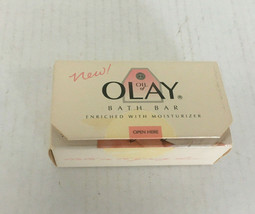 New!
OIL
of
OLAY®
BATH BAR
ENRICHED WITH MOISTURIZER
OPEN HERE